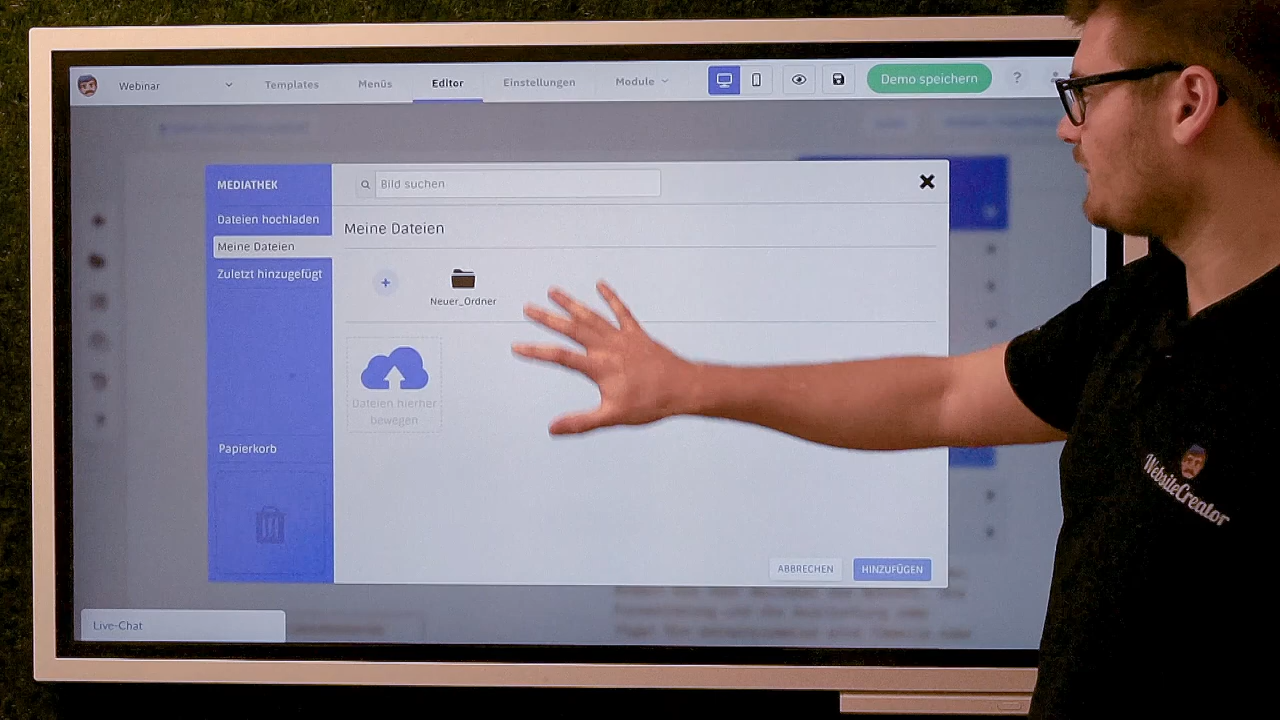 Webinar
Templates
Menüs
Editor
Einstellungen
Module
Demo speichern
?
MEDIATHEK
Bild suchen
Dateien hochladen
Meine Dateien
Meine Dateien
Zuletzt hinzugefügt
+
Neuer_Ordner
Dateien hierher
bewegen
Papierkorb
ABBRECHEN
HINZUFÜGEN
Live-Chat
WebsiteCreator